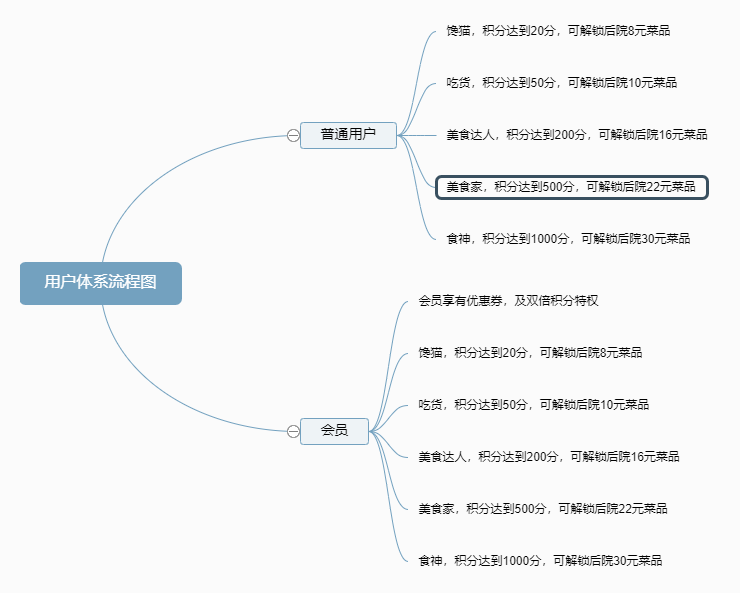 用户体系流程图
普通用户
馋猫，积分达到20分，可解锁后院8元菜品
吃货，积分达到50分，可解锁后院10元菜品
美食达人，积分达到200分，可解锁后院16元菜品
美食家，积分达到500分，可解锁后院22元菜品
食神，积分达到1000分，可解锁后院30元菜品
会员
会员享有优惠券，及双倍积分特权
馋猫，积分达到20分，可解锁后院8元菜品
吃货，积分达到50分，可解锁后院10元菜品
美食达人，积分达到200分，可解锁后院16元菜品
美食家，积分达到500分，可解锁后院22元菜品
食神，积分达到1000分，可解锁后院30元菜品